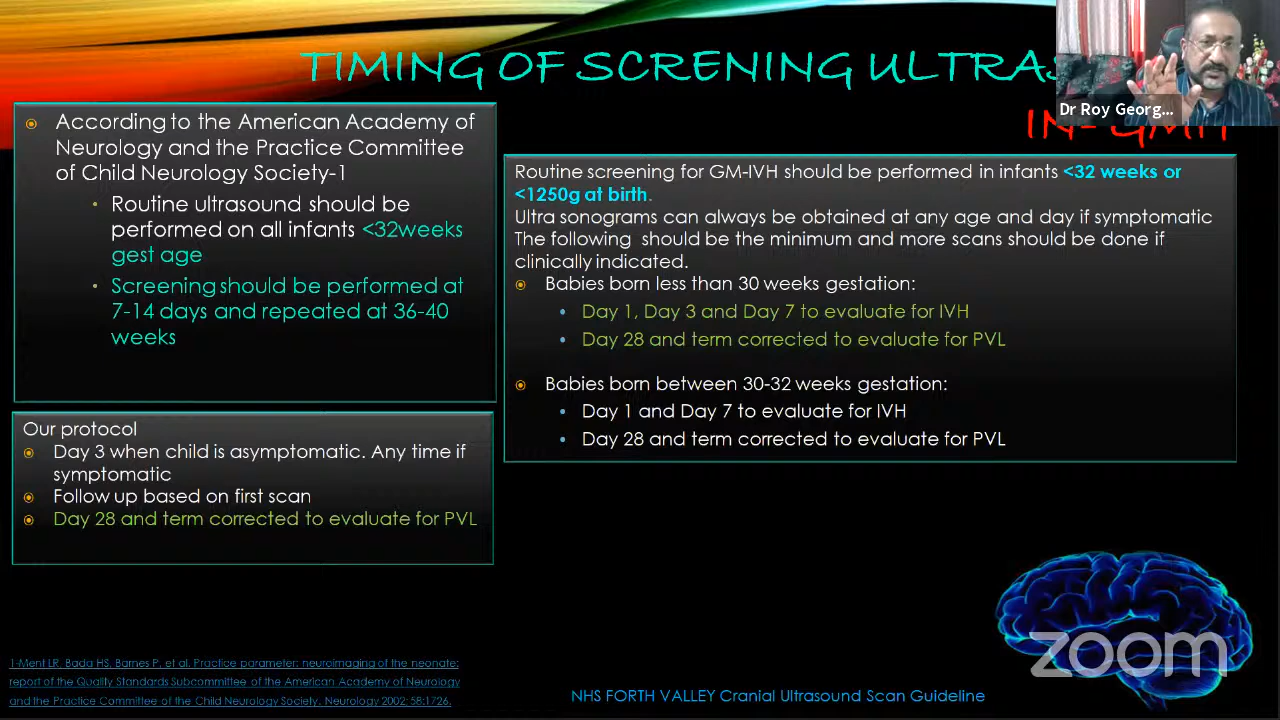 TIMING OF SCRENING
Dr Roy Georg...
According to the American Academy of
Neurology and the Practice Committee
of Child Neurology Society-1
Routine ultrasound should be
performed on all infants <32weeks
gest age
Screening should be performed at
7-14 days and repeated at 36-40
weeks
Our protocol
Day 3 when child is asymptomatic. Any time if
symptomatic
Follow up based on first scan
Day 28 and term corrected to evaluate for PVL
Routine screening for GM-IVH should be performed in infants <32 weeks or
<1250g at birth.
Ultra sonograms can always be obtained at any age and day if symptomatic
The following should be the minimum and more scans should be done if
clinically indicated.
Babies born less than 30 weeks gestation:
Day 1, Day 3 and Day 7 to evaluate for IVH
Day 28 and term corrected to evaluate for PVL
Babies born between 30-32 weeks gestation:
Day 1 and Day 7 to evaluate for IVH
Day 28 and term corrected to evaluate for PVL
1-Ment LR, Bada HS, Barnes P, et al. Practice parameter: neuroimaging of the neonate:
report of the Quality Standards Subcommittee of the American Academy of Neurology
and the Practice Committee of the Child Neurology Society. Neurology 2002; 58:1726.
NHS FORTH VALLEY Cranial Ultrasound Scan Guideline
zoom